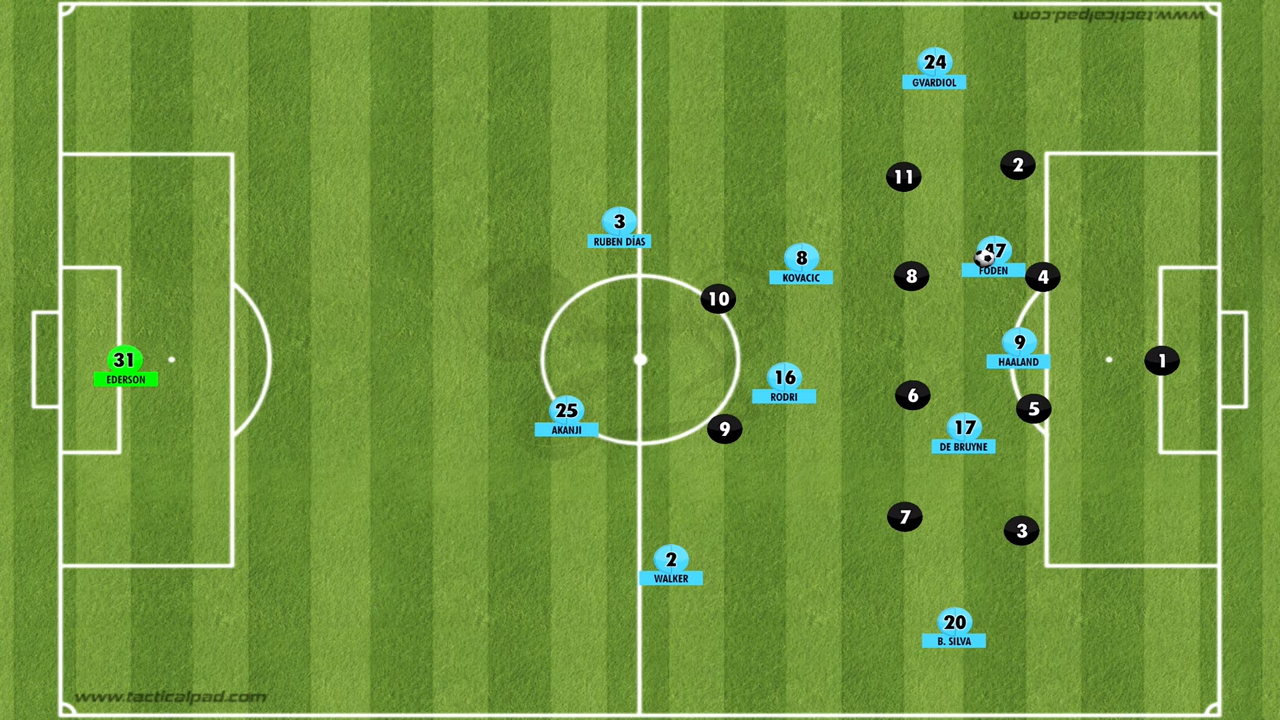 www.tacticalpad.com
24
GVARDIOL
2
11
3
RUBEN DÍAS
47
FODEN
8
KOVACIC
8
4
10
9
HAALAND
31
EDERSON
1
16
RODRI
6
25
AKANJI
5
9
17
DE BRUYNE
7
3
2
WALKER
20
B. SILVA
www.tacticalpad.com